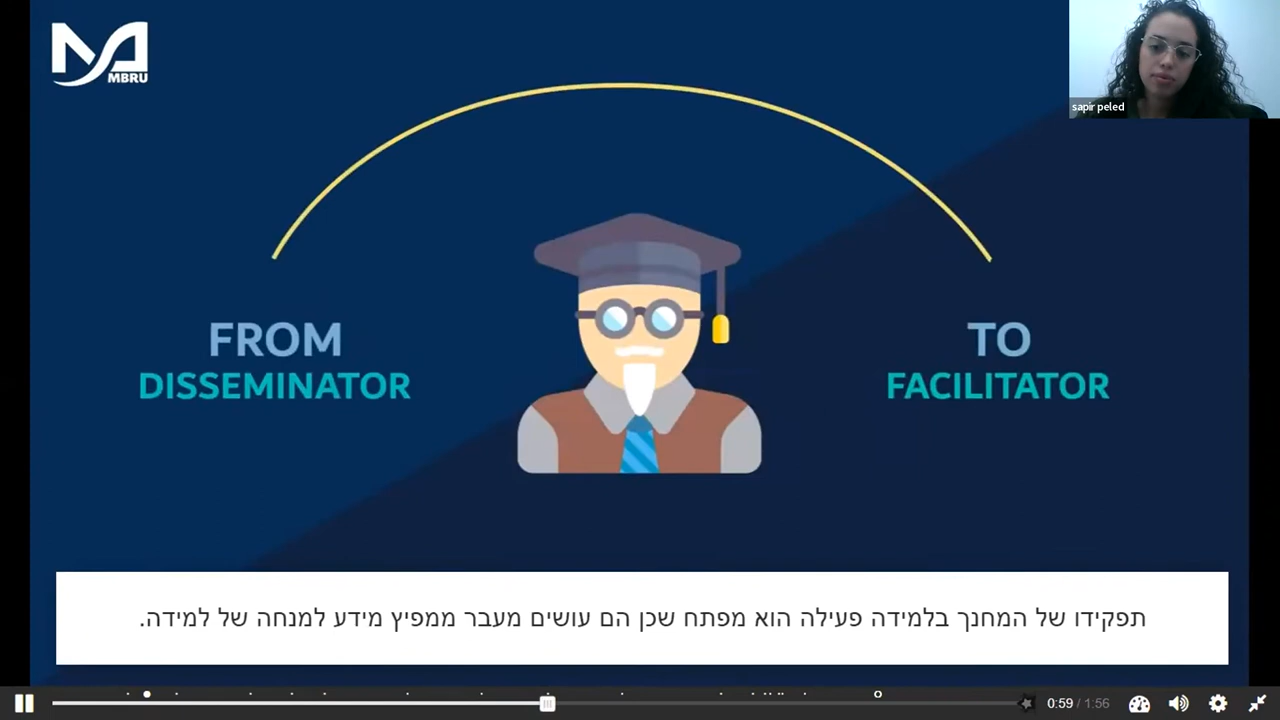 MBRU
sapir peled
FROM
DISSEMINATOR
TO
FACILITATOR
תפקידו של המחנך בלמידה פעילה הוא מפתח שכן הם עושים מעבר ממפיץ מידע למנחה של למידה.
0:59 / 1:56